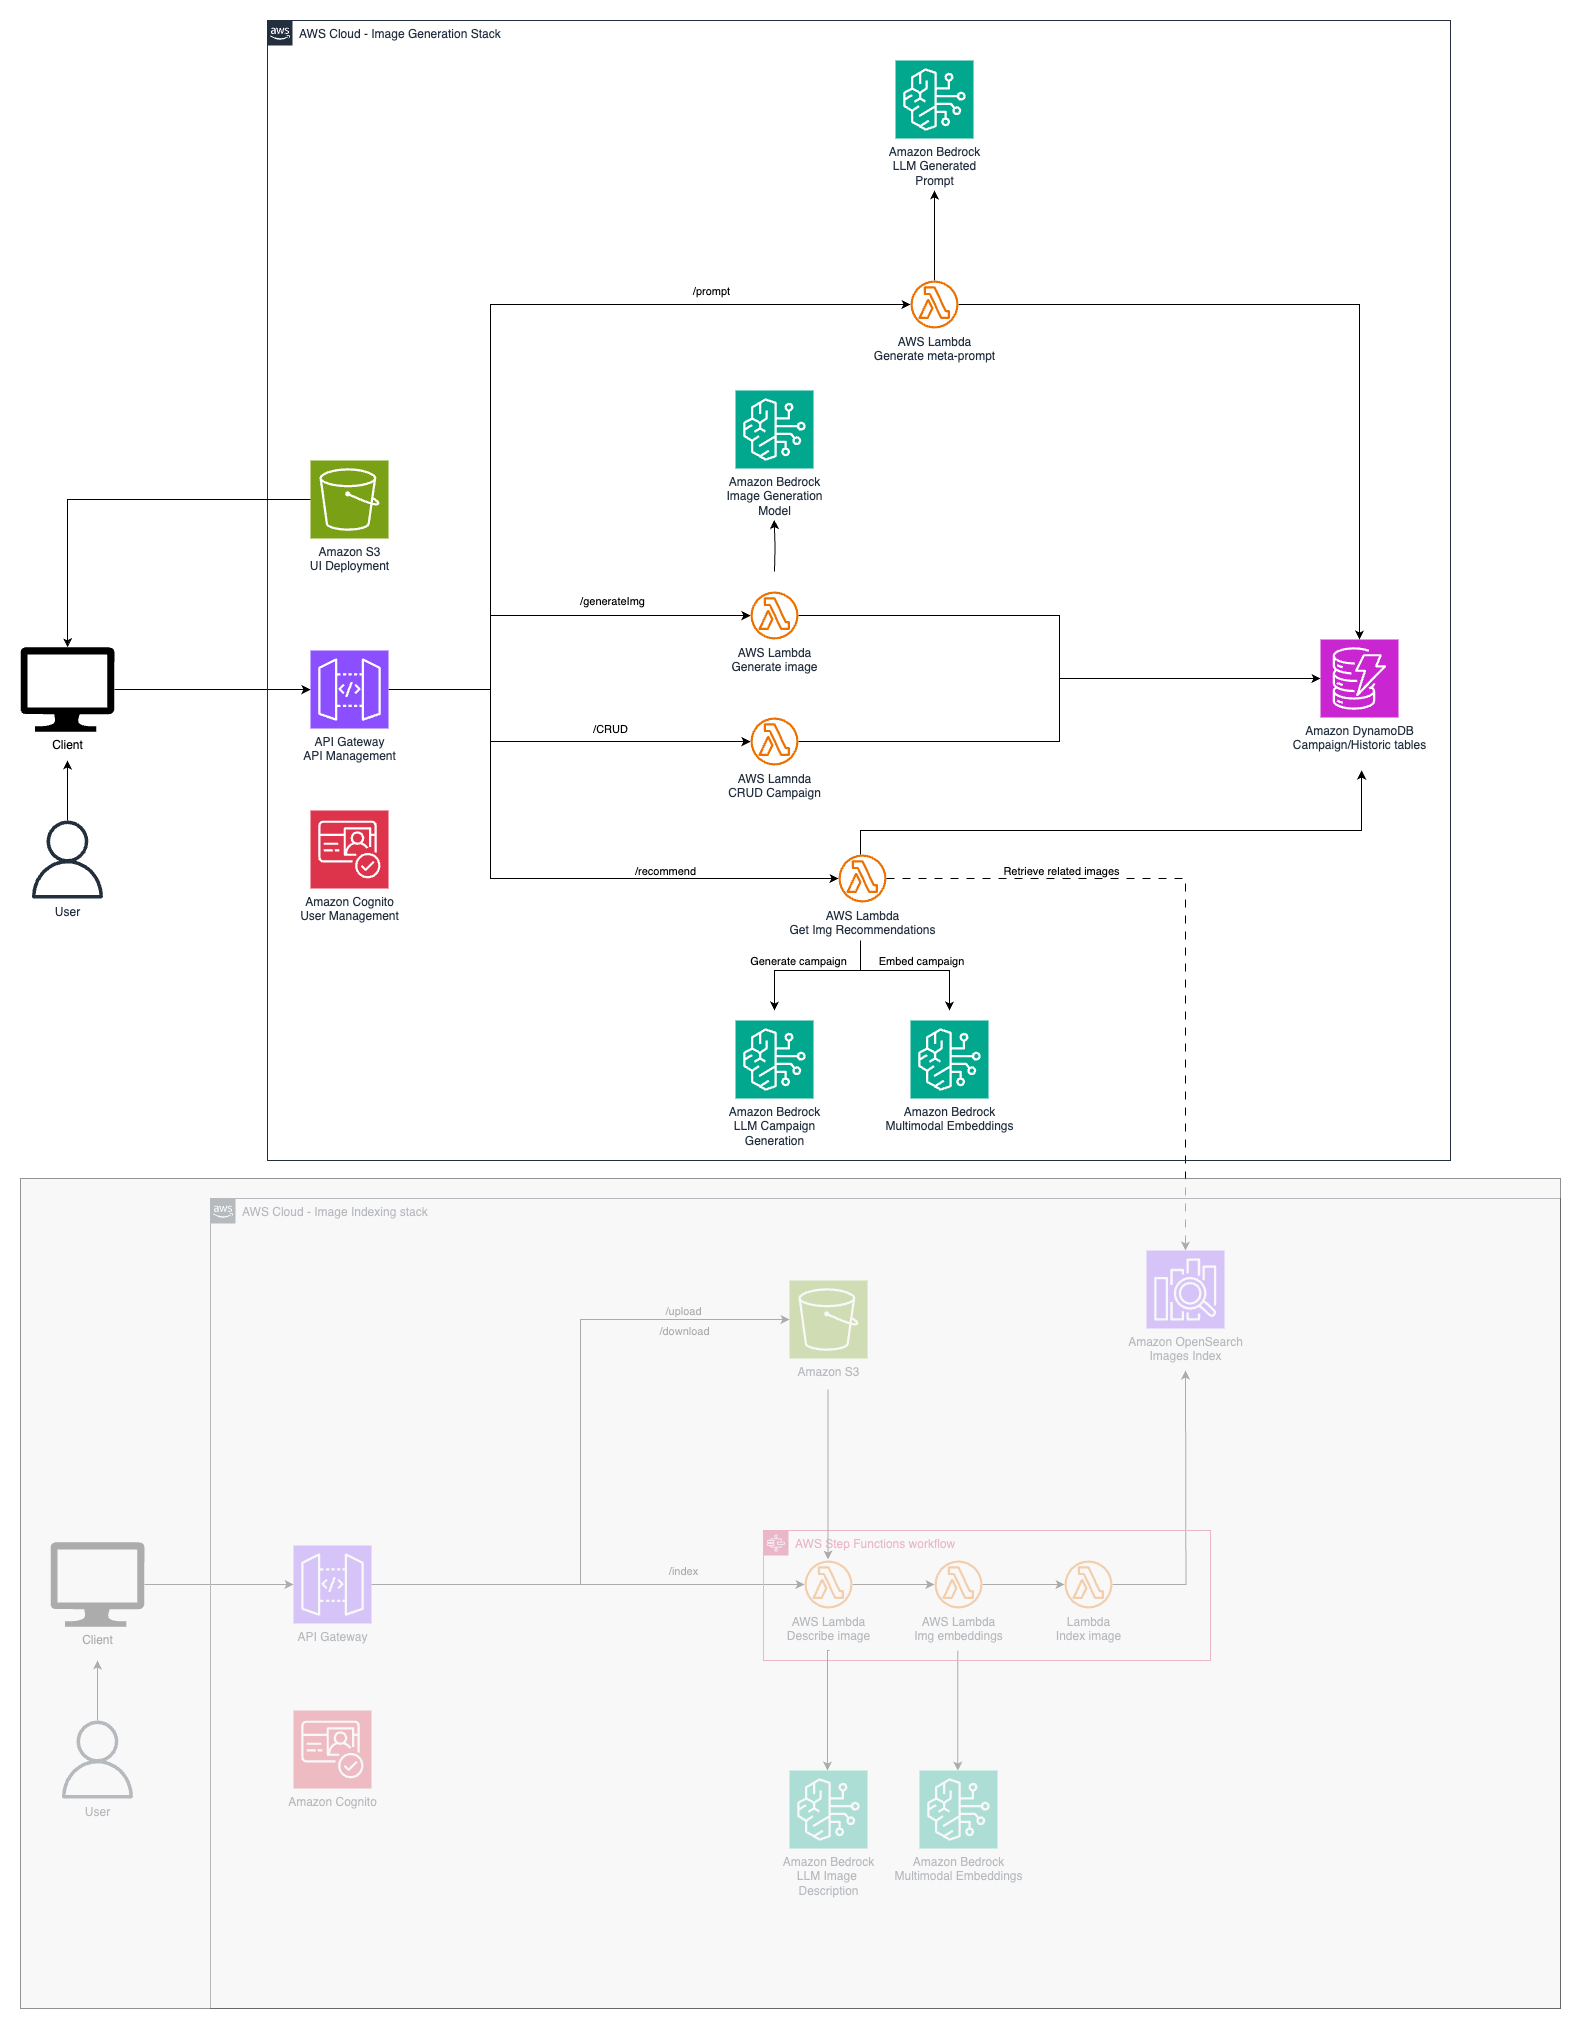 aws
AWS Cloud - Image Generation Stack
Amazon Bedrock
LLM Generated
Prompt
/prompt
AWS Lambda
Generate meta-prompt
Amazon Bedrock
Image Generation
Model
Amazon S3
UI Deployment
/generateImg
AWS Lambda
Generate image
Client
API Gateway
API Management
/CRUD
AWS Lamnda
CRUD Campaign
Amazon DynamoDB
Campaign/Historic tables
User
Amazon Cognito
User Management
/recommend
Retrieve related images
AWS Lambda
Get Img Recommendations
Generate campaign
Embed campaign
Amazon Bedrock
LLM Campaign
Generation
Amazon Bedrock
Multimodal Embeddings
aws
AWS Cloud - Image Indexing stack
/upload
/download
Amazon S3
Amazon OpenSearch
Images Index
AWS Step Functions workflow
/index
Client
API Gateway
AWS Lambda
Describe image
AWS Lambda
Img embeddings
Lambda
Index image
User
Amazon Cognito
Amazon Bedrock
LLM Image
Description
Amazon Bedrock
Multimodal Embeddings